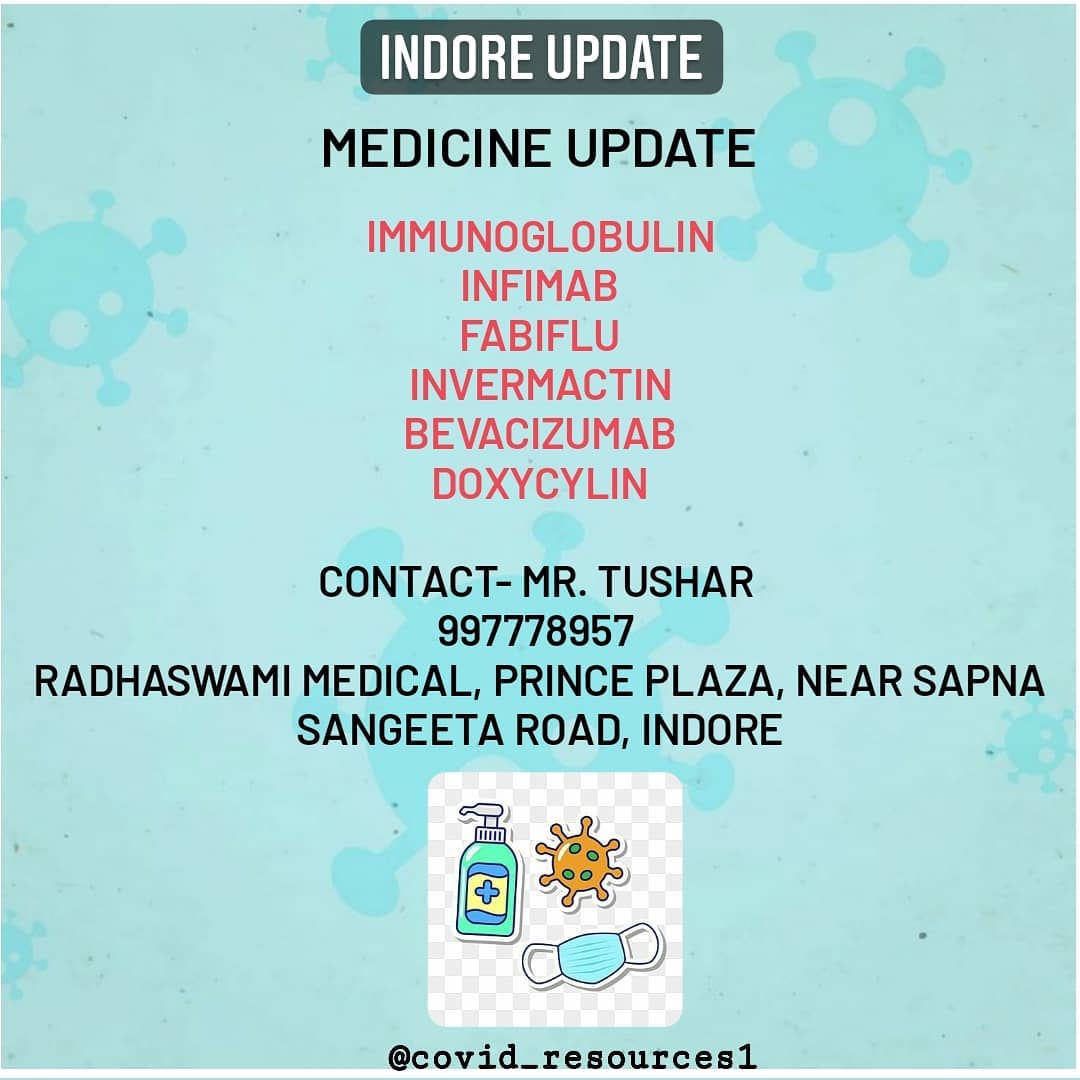 INDORE UPDATE
MEDICINE UPDATE
IMMUNOGLOBULIN
INFIMAB
FABIFLU
INVERMACTIN
BEVACIZUMAB
DOXYCYLIN
CONTACT- MR. TUSHAR
997778957
RADHASWAMI MEDICAL, PRINCE PLAZA, NEAR SAPNA
SANGEETA ROAD, INDORE
@covid_resources1